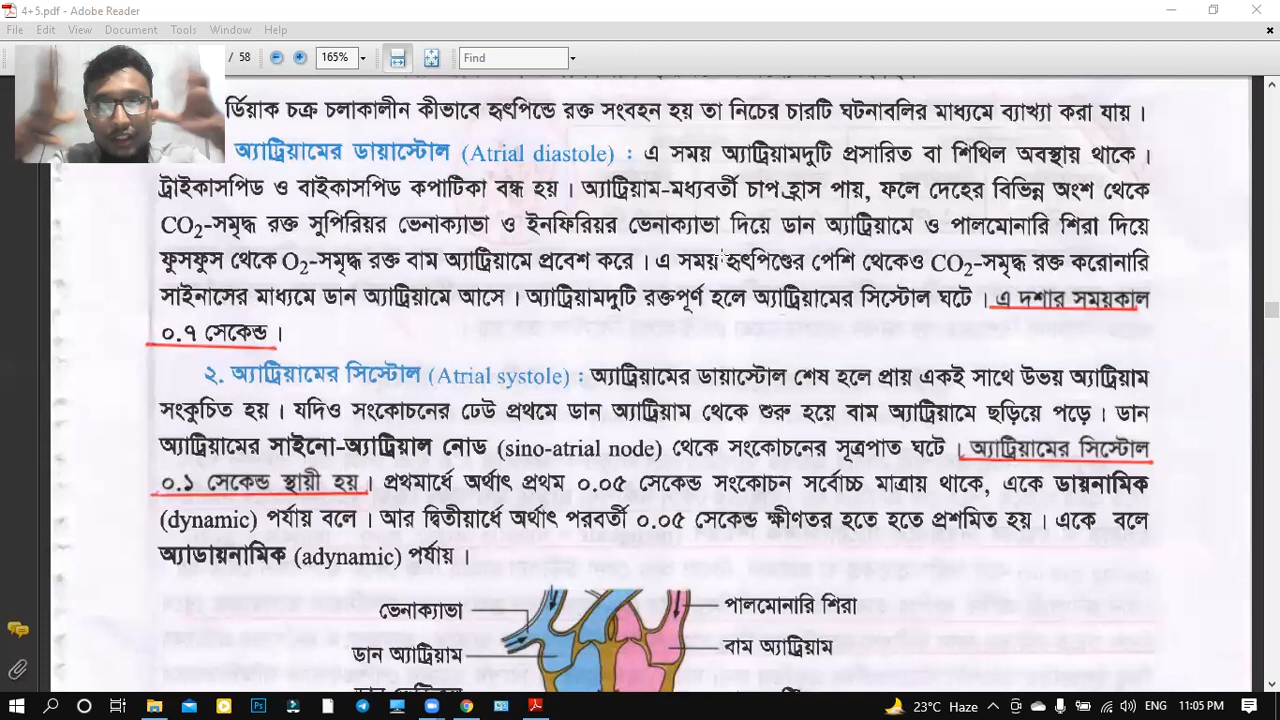 4+5.pdf - Adobe Reader
File Edit View Document Tools Window Help
/ 58 165% Find
র্ডিয়াক চক্র চলাকালীন কীভাবে হৃৎপিন্ডে রক্ত সংবহন হয় তা নিচের চারটি ঘটনাবলির মাধ্যমে ব্যাখ্যা করা যায় ।
অ্যাট্রিয়ামের ডায়াস্টোল (Atrial diastole) : এ সময় অ্যাট্রিয়ামদুটি প্রসারিত বা শিথিল অবস্থায় থাকে ।
ট্রাইকাসপিড ও বাইকাসপিড কপাটিকা বন্ধ হয় । অ্যাট্রিয়াম-মধ্যবর্তী চাপ হ্রাস পায়, ফলে দেহের বিভিন্ন অংশ থেকে
CO2-সমৃদ্ধ রক্ত সুপিরিয়র ভেনাক্যাভা ও ইনফিরিয়র ভেনাক্যাভা দিয়ে ডান অ্যাট্রিয়ামে ও পালমোনারি শিরা দিয়ে
ফুসফুস থেকে O2-সমৃদ্ধ রক্ত বাম অ্যাট্রিয়ামে প্রবেশ করে । এ সময় হৃৎপিণ্ডের পেশি থেকেও CO2-সমৃদ্ধ রক্ত করোনারি
সাইনাসের মাধ্যমে ডান অ্যাট্রিয়ামে আসে । অ্যাট্রিয়ামদুটি রক্তপূর্ণ হলে অ্যাট্রিয়ামের সিস্টোল ঘটে । এ দশার সময়কাল
০.৭ সেকেন্ড ।
২. অ্যাট্রিয়ামের সিস্টোল (Atrial systole) : অ্যাট্রিয়ামের ডায়াস্টোল শেষ হলে প্রায় একই সাথে উভয় অ্যাট্রিয়াম
সংকুচিত হয় । যদিও সংকোচনের ঢেউ প্রথমে ডান অ্যাট্রিয়াম থেকে শুরু হয়ে বাম অ্যাট্রিয়ামে ছড়িয়ে পড়ে । ডান
অ্যাট্রিয়ামের সাইনো-অ্যাট্রিয়াল নোড (sino-atrial node) থেকে সংকোচনের সূত্রপাত ঘটে । অ্যাট্রিয়ামের সিস্টোল
০.১ সেকেন্ড স্থায়ী হয় । প্রথমার্ধে অর্থাৎ প্রথম ০.০৫ সেকেন্ড সংকোচন সর্বোচ্চ মাত্রায় থাকে, একে ডায়নামিক
(dynamic) পর্যায় বলে । আর দ্বিতীয়ার্ধে অর্থাৎ পরবর্তী ০.০৫ সেকেন্ড ক্ষীণতর হতে হতে প্রশমিত হয় । একে বলে
অ্যাডায়নামিক (adynamic) পর্যায় ।
ভেনাক্যাভা পালমোনারি শিরা
ডান অ্যাট্রিয়াম বাম অ্যাট্রিয়াম
23°C Haze 11:05 PM